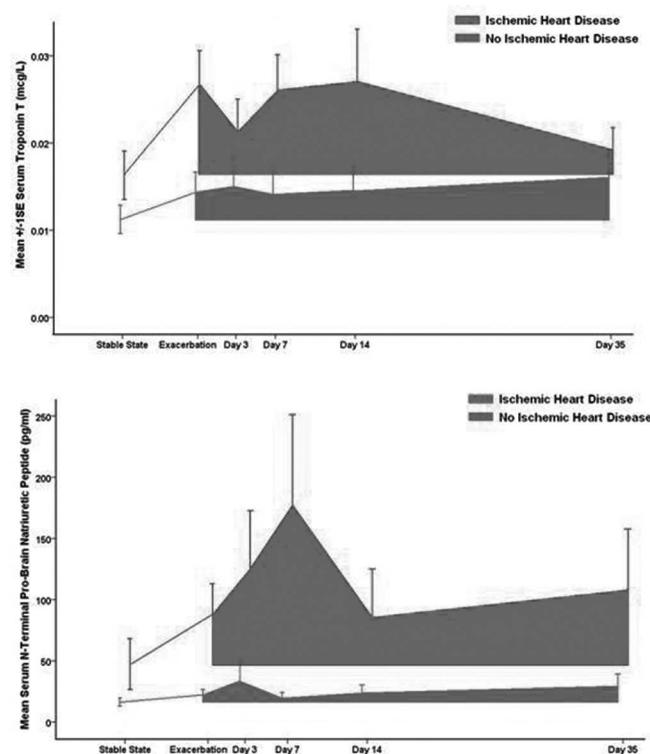 Ischemic Heart Disease
No Ischemic Heart Disease
Mean +/-1SE Serum Troponin T (mcg/L)
0.03
0.02
0.01
0.00
Stable State Exacerbation Day 3 Day 7 Day 14 Day 35
Ischemic Heart Disease
No Ischemic Heart Disease
Mean Serum N-Terminal Pro-Brain Natriuretic Peptide (pg/ml)
250
200
150
100
50
0
Stable State Exacerbation Day 3 Day 7 Day 14 Day 35